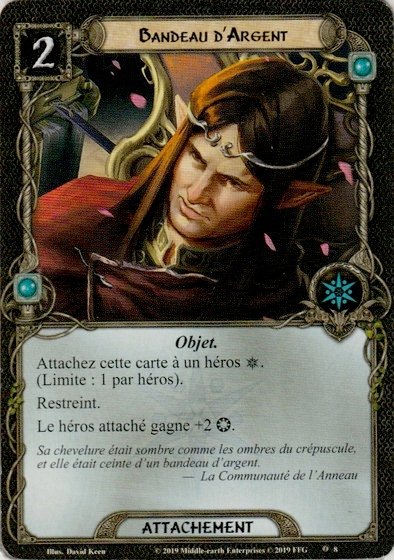 2
BANDEAU D'ARGENT
Objet.
Attachez cette carte à un héros.
(Limite : 1 par héros).
Restreint.
Le héros attaché gagne +2.
Sa chevelure était sombre comme les ombres du crépuscule,
et elle était ceinte d'un bandeau d'argent.
— La Communauté de l'Anneau
ATTACHEMENT
Illus. David Keen © 2019 Middle-earth Enterprises © 2019 FFG 8